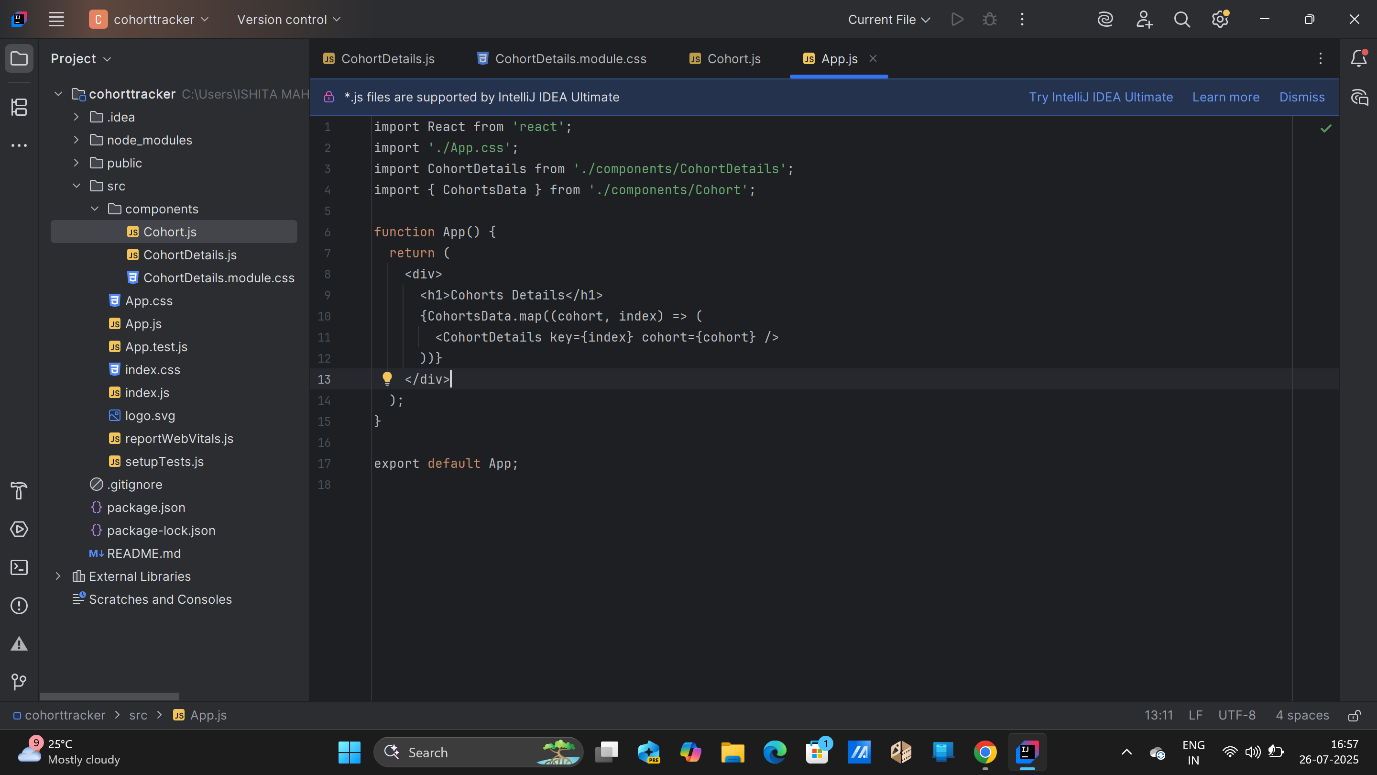 C cohorttracker Version control Current File
Project
CohortDetails.js CohortDetails.module.css Cohort.js App.js
*.js files are supported by IntelliJ IDEA Ultimate Try IntelliJ IDEA Ultimate Learn more Dismiss
cohorttracker C:\Users\ISHITA MAH
.idea
node_modules
public
src
components
Cohort.js
CohortDetails.js
CohortDetails.module.css
App.css
App.js
App.test.js
index.css
index.js
logo.svg
reportWebVitals.js
setupTests.js
.gitignore
package.json
package-lock.json
README.md
External Libraries
Scratches and Consoles
1 import React from 'react';
2 import './App.css';
3 import CohortDetails from './components/CohortDetails';
4 import { CohortsData } from './components/Cohort';
5
6 function App() {
7 return (
8 <div>
9 <h1>Cohorts Details</h1>
10 {CohortsData.map((cohort, index) => (
11 <CohortDetails key={index} cohort={cohort} />
12 ))}
13 </div>
14 );
15 }
16
17 export default App;
18
cohorttracker > src > App.js 13:11 LF UTF-8 4 spaces
9 25°C
Mostly cloudy
Search
PRE
1
ENG
IN
16:57
26-07-2025